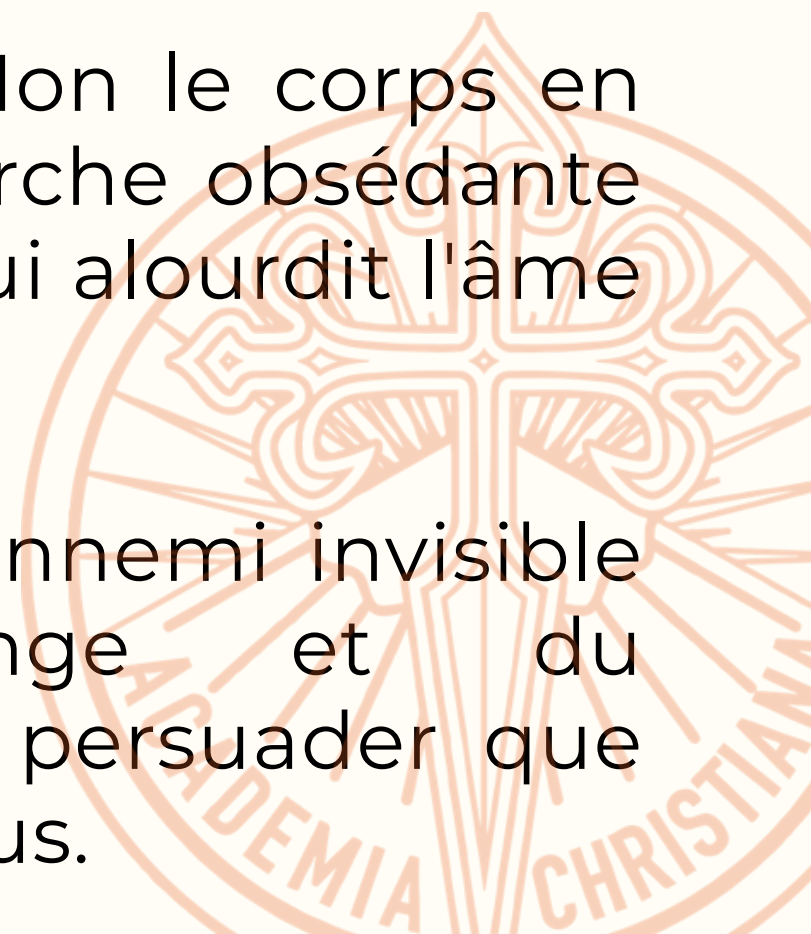 lon le corps en
rche obsédante
ui alourdit l'âme
nnemi invisible
nge et du
persuader que
us.
ACADEMIA CHRISTIANA